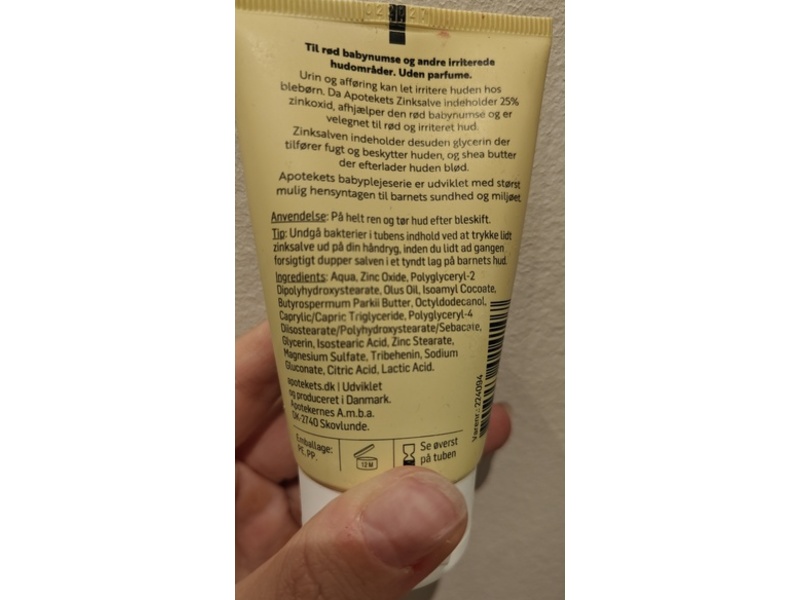 Til rød babynumse og andre irriterede
hudområder. Uden parfume.
Urin og afføring kan let irritere huden hos
blebørn. Da Apotekets Zinksalve indeholder 25%
zinkoxid, afhjælper den rød babynumse og er
velegnet til rød og irriteret hud.
Zinksalven indeholder desuden glycerin der
tilfører fugt og beskytter huden, og shea butter
der efterlader huden blød.
Apotekets babyplejeserie er udviklet med størst
mulig hensyntagen til barnets sundhed og miljøet
Anvendelse: På helt ren og tør hud efter bleskift.
Tip: Undgå bakterier i tubens indhold ved at trykke lidt
zinksalve ud på din håndryg, inden du lidt ad gangen
forsigtigt dupper salven i et tyndt lag på barnets hud.
Ingredients: Aqua, Zinc Oxide, Polyglyceryl-2
Dipolyhydroxystearate, Olus Oil, Isoamyl Cocoate,
Butyrospermum Parkii Butter, Octyldodecanol,
Caprylic/Capric Triglyceride, Polyglyceryl-4
Diisostearate/Polyhydroxystearate/Sebacate,
Glycerin, Isostearic Acid, Zinc Stearate,
Magnesium Sulfate, Tribehenin, Sodium
Gluconate, Citric Acid, Lactic Acid.
apotekets.dk | Udviklet
og produceret i Danmark.
Apotekernes A.m.b.a.
DK-2740 Skovlunde.
Varenr.: 224094
Emballage:
PE, PP.
12 M
Se øverst
på tuben